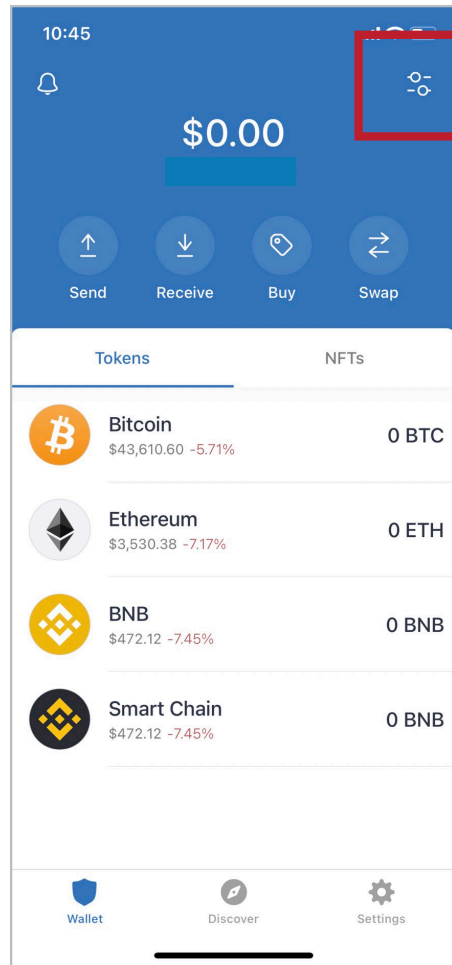 10:45
$0.00
Send Receive Buy Swap
Tokens NFTs
Bitcoin
$43,610.60 -5.71%
0 BTC
Ethereum
$3,530.38 -7.17%
0 ETH
BNB
$472.12 -7.45%
0 BNB
Smart Chain
$472.12 -7.45%
0 BNB
Wallet Discover Settings